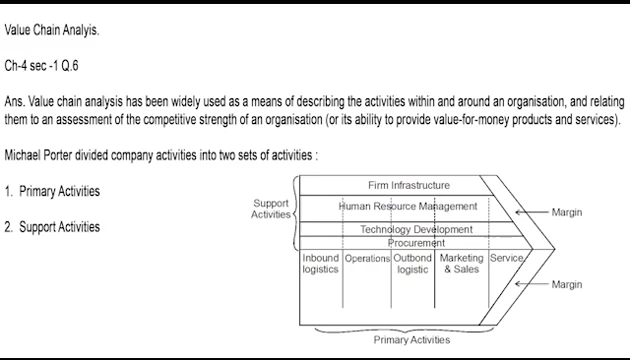 Value Chain Analyis.
Ch-4 sec -1 Q.6
Ans. Value chain analysis has been widely used as a means of describing the activities within and around an organisation, and relating
them to an assessment of the competitive strength of an organisation (or its ability to provide value-for-money products and services).
Michael Porter divided company activities into two sets of activities :
1. Primary Activities
2. Support Activities
Support
Activities
Firm Infrastructure
Human Resource Management
Technology Development
Procurement
Inbound
logistics
Operations
Outbond
logistic
Marketing
& Sales
Service
Margin
Margin
Primary Activities